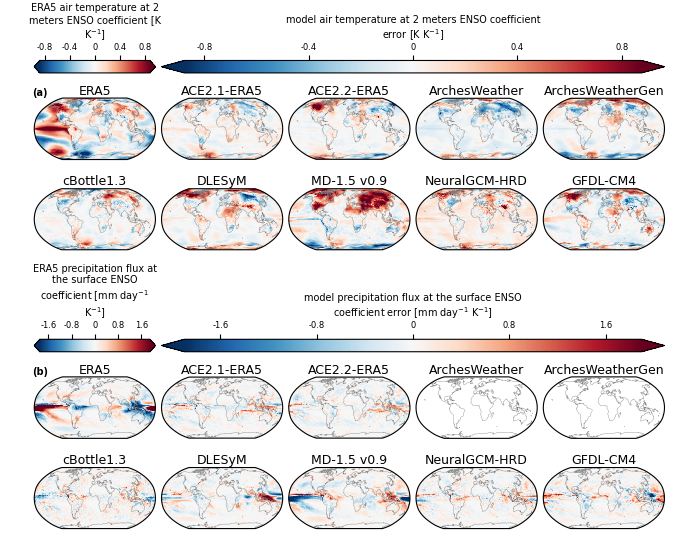 ERA5 air temperature at 2
meters ENSO coefficient [K
K⁻¹]
model air temperature at 2 meters ENSO coefficient
error [K K⁻¹]
-0.8 -0.4 0 0.4 0.8
-0.8 -0.4 0 0.4 0.8
(a) ERA5 ACE2.1-ERA5 ACE2.2-ERA5 ArchesWeather ArchesWeatherGen
cBottle1.3 DLESyM MD-1.5 v0.9 NeuralGCM-HRD GFDL-CM4
ERA5 precipitation flux at
the surface ENSO
coefficient [mm day⁻¹
K⁻¹]
model precipitation flux at the surface ENSO
coefficient error [mm day⁻¹ K⁻¹]
-1.6 -0.8 0 0.8 1.6
-1.6 -0.8 0 0.8 1.6
(b) ERA5 ACE2.1-ERA5 ACE2.2-ERA5 ArchesWeather ArchesWeatherGen
cBottle1.3 DLESyM MD-1.5 v0.9 NeuralGCM-HRD GFDL-CM4